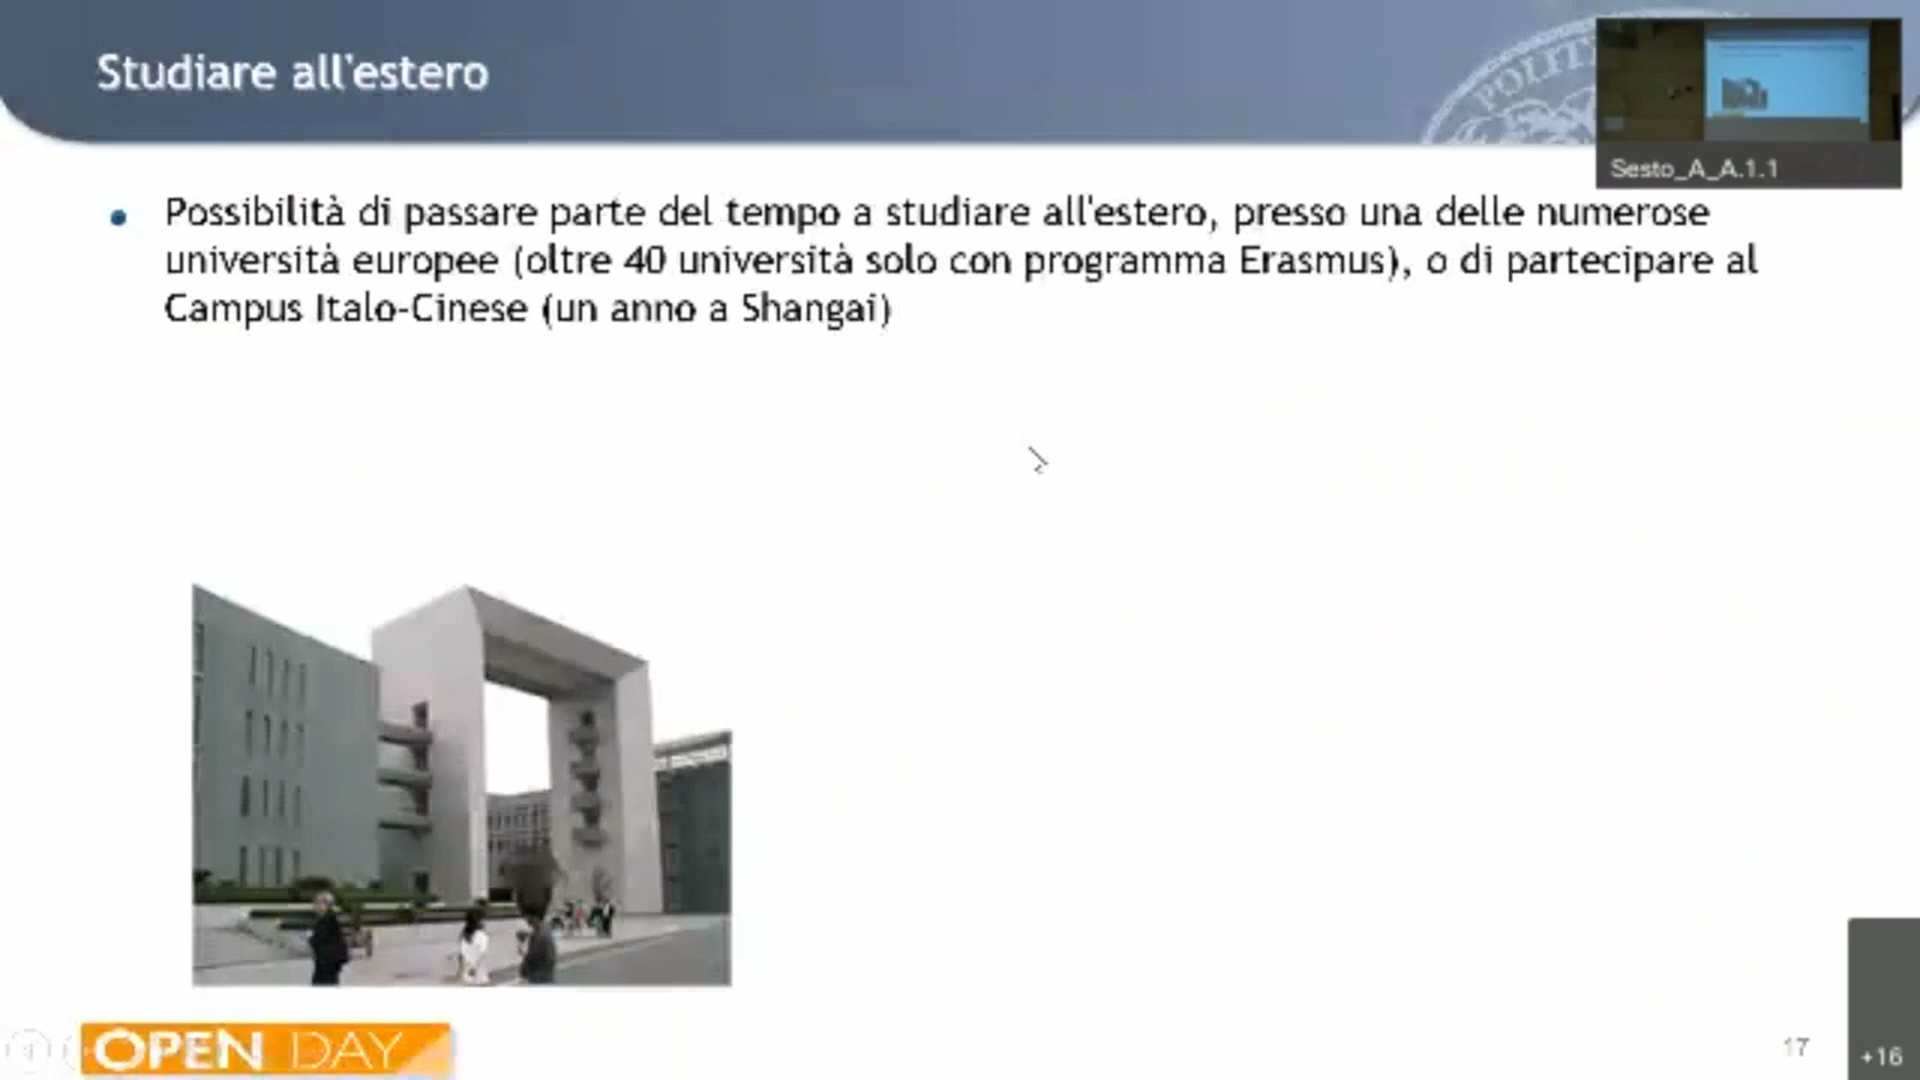 Studiare all'estero
POLIT
Sesto_A_A.1.1
Possibilità di passare parte del tempo a studiare all'estero, presso una delle numerose
università europee (oltre 40 università solo con programma Erasmus), o di partecipare al
Campus Italo-Cinese (un anno a Shangai)
OPEN DAY
17
+16